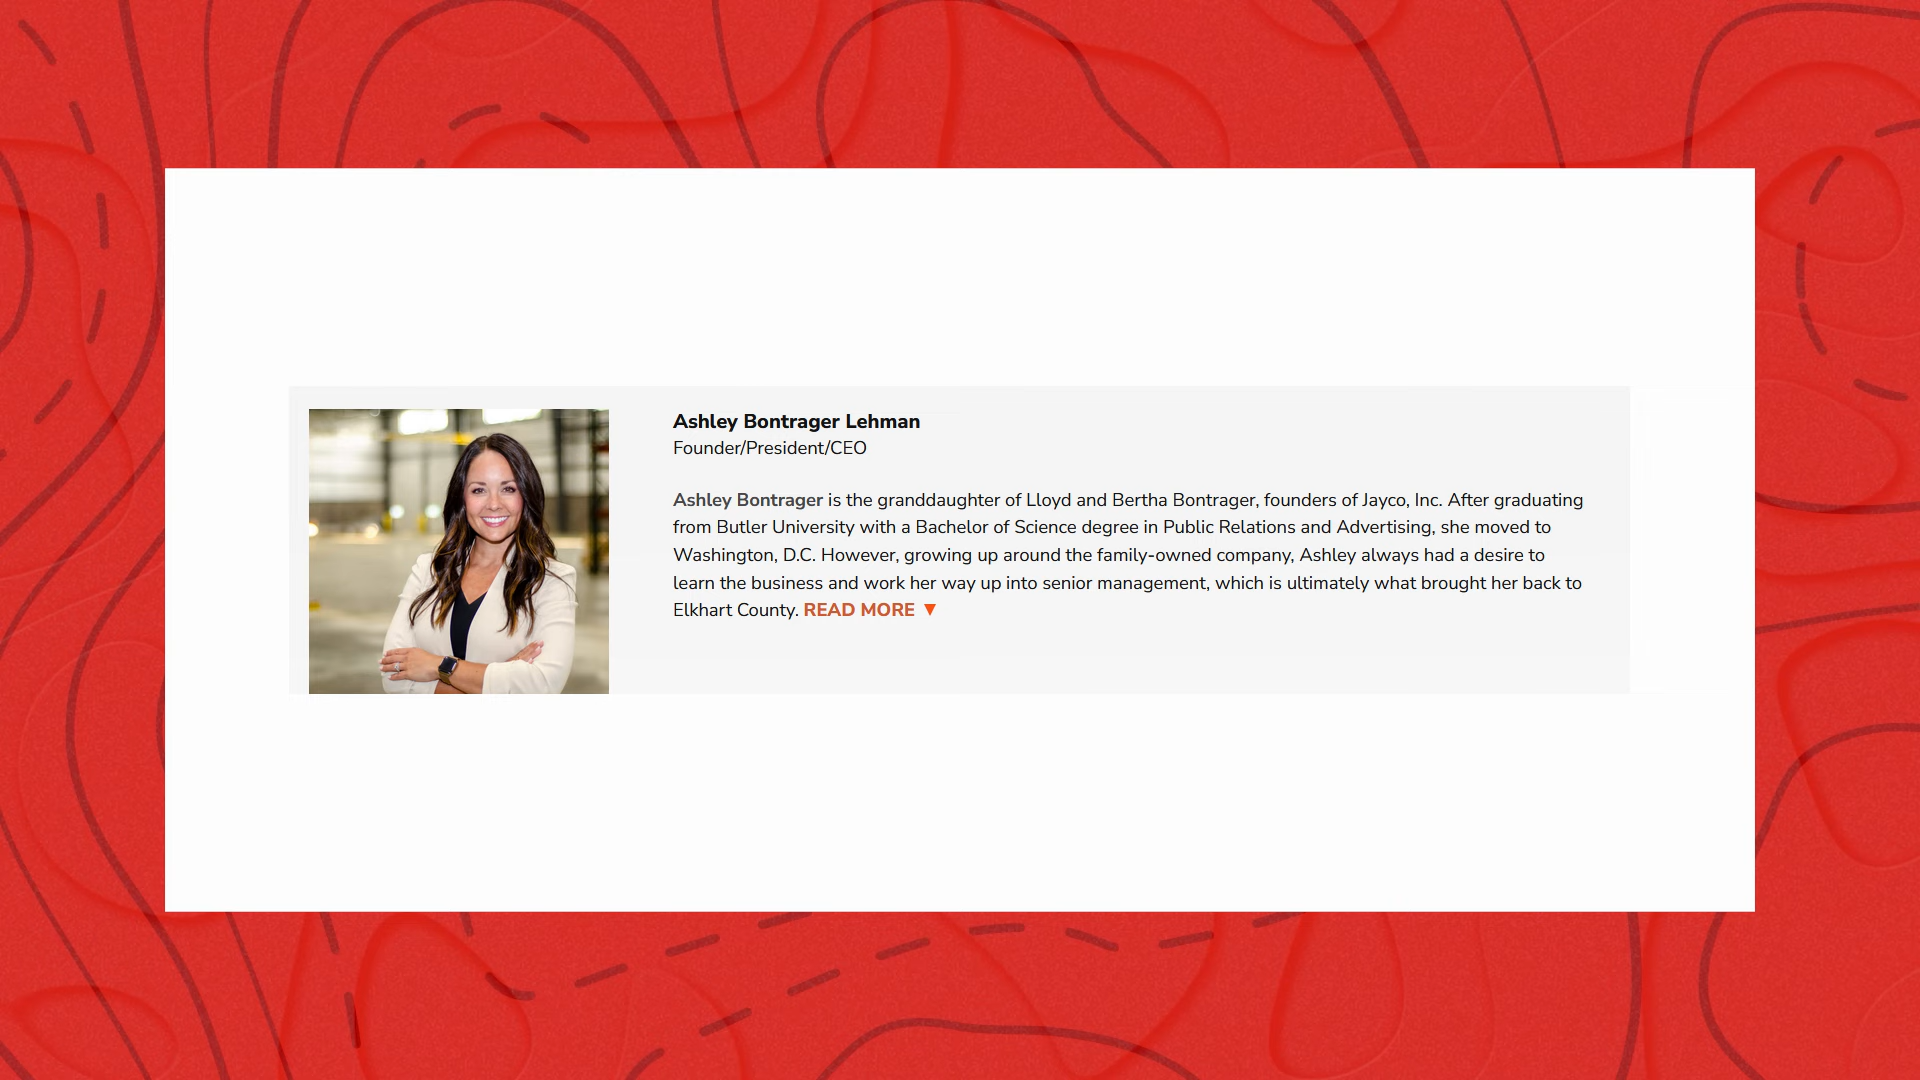 Ashley Bontrager Lehman
Founder/President/CEO
Ashley Bontrager is the granddaughter of Lloyd and Bertha Bontrager, founders of Jayco, Inc. After graduating
from Butler University with a Bachelor of Science degree in Public Relations and Advertising, she moved to
Washington, D.C. However, growing up around the family-owned company, Ashley always had a desire to
learn the business and work her way up into senior management, which is ultimately what brought her back to
Elkhart County. READ MORE ▼